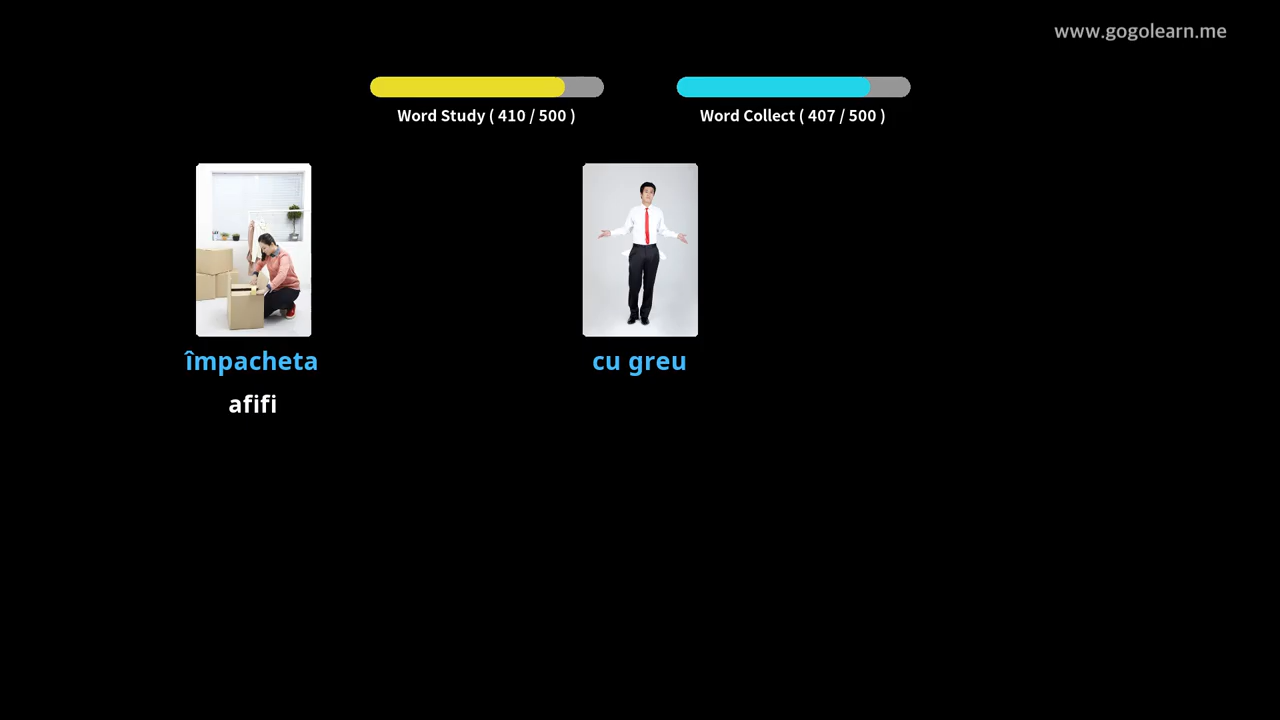 www.gogolearn.me
Word Study ( 410 / 500 )
Word Collect ( 407 / 500 )
împacheta
cu greu
afifi